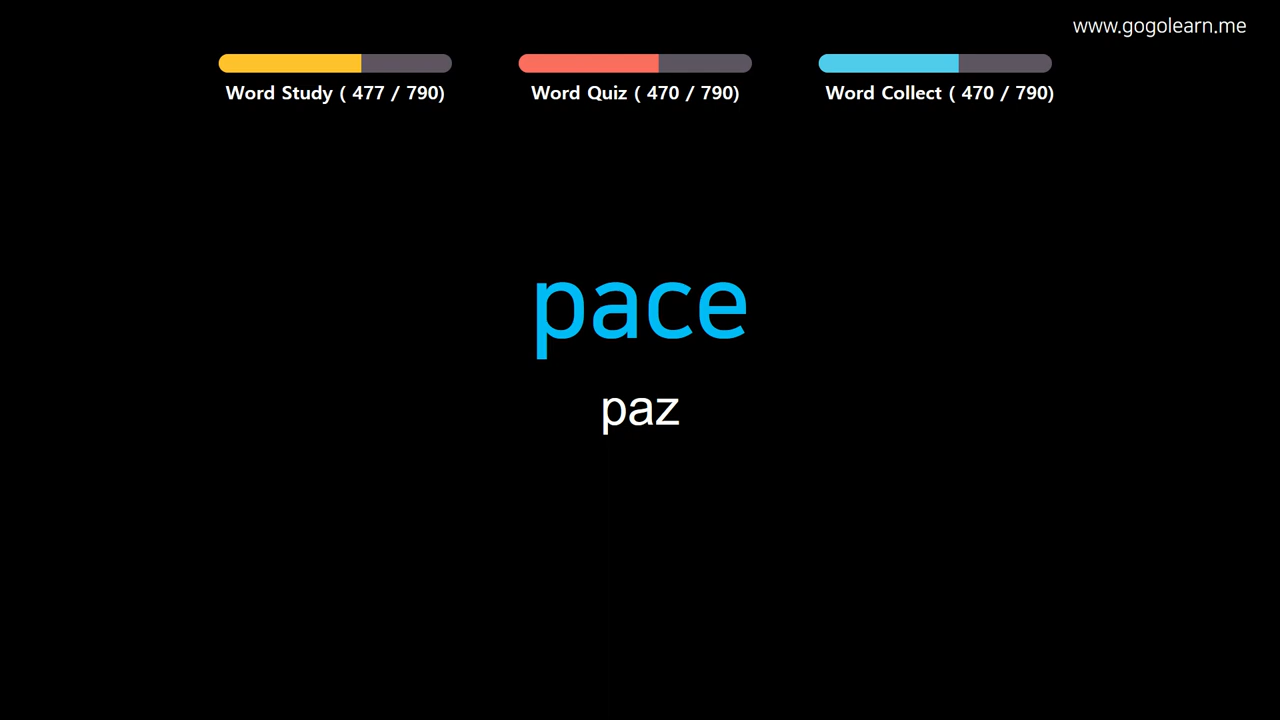 www.gogolearn.me
Word Study ( 477 / 790)
Word Quiz ( 470 / 790)
Word Collect ( 470 / 790)
pace
paz